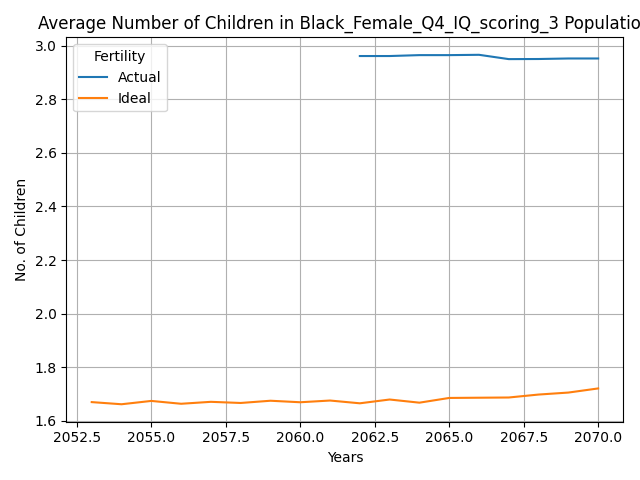 Average Number of Children in Black_Female_Q4_IQ_scoring_3 Populatio
Fertility
Actual
Ideal
3.0
2.8
2.6
2.4
2.2
2.0
1.8
1.6
No. of Children
2052.5 2055.0 2057.5 2060.0 2062.5 2065.0 2067.5 2070.0
Years